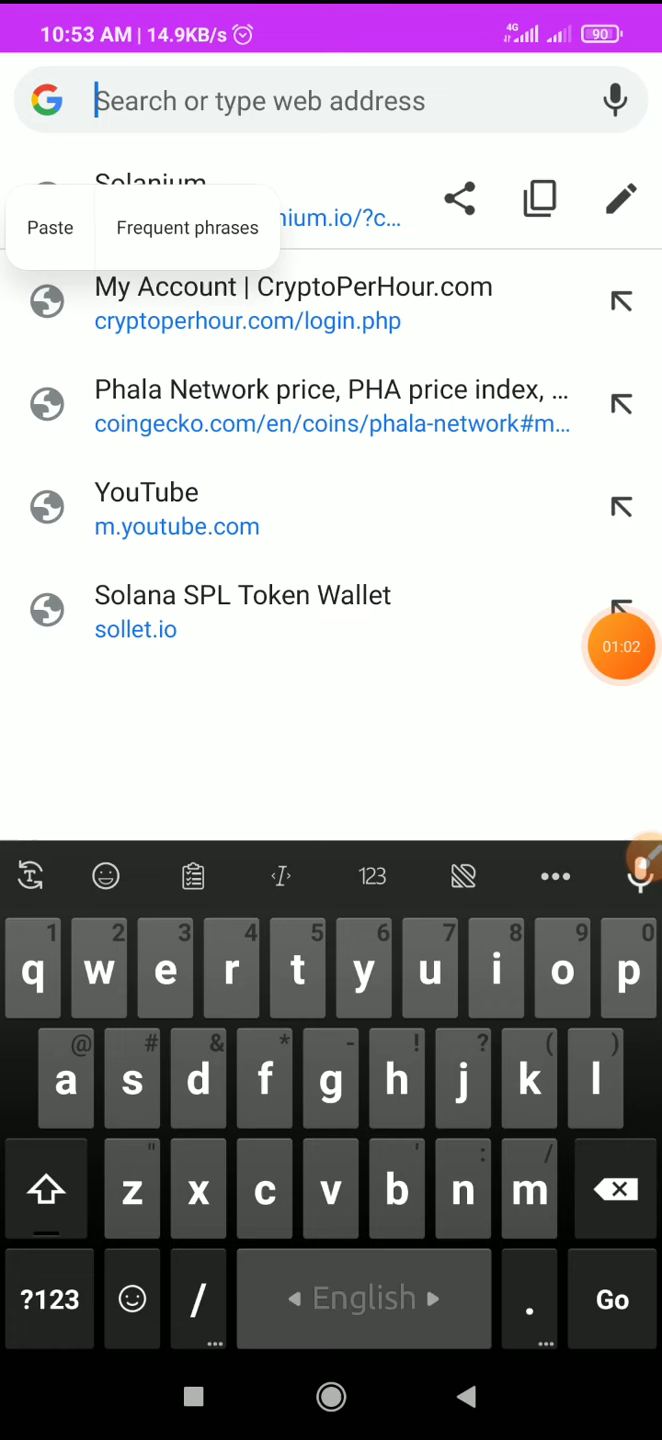 10:53 AM | 14.9KB/s 4G 90
Search or type web address
Solanium
nium.io/?c...
Paste Frequent phrases
My Account | CryptoPerHour.com
cryptoperhour.com/login.php
Phala Network price, PHA price index, ...
coingecko.com/en/coins/phala-network#m...
YouTube
m.youtube.com
Solana SPL Token Wallet
sollet.io
01:02
123
1 2 3 4 5 6 7 8 9 0
q w e r t y u i o p
@ # & * - ! ? ( )
a s d f g h j k l
" ' : /
z x c v b n m
?123 / ... English . ... Go